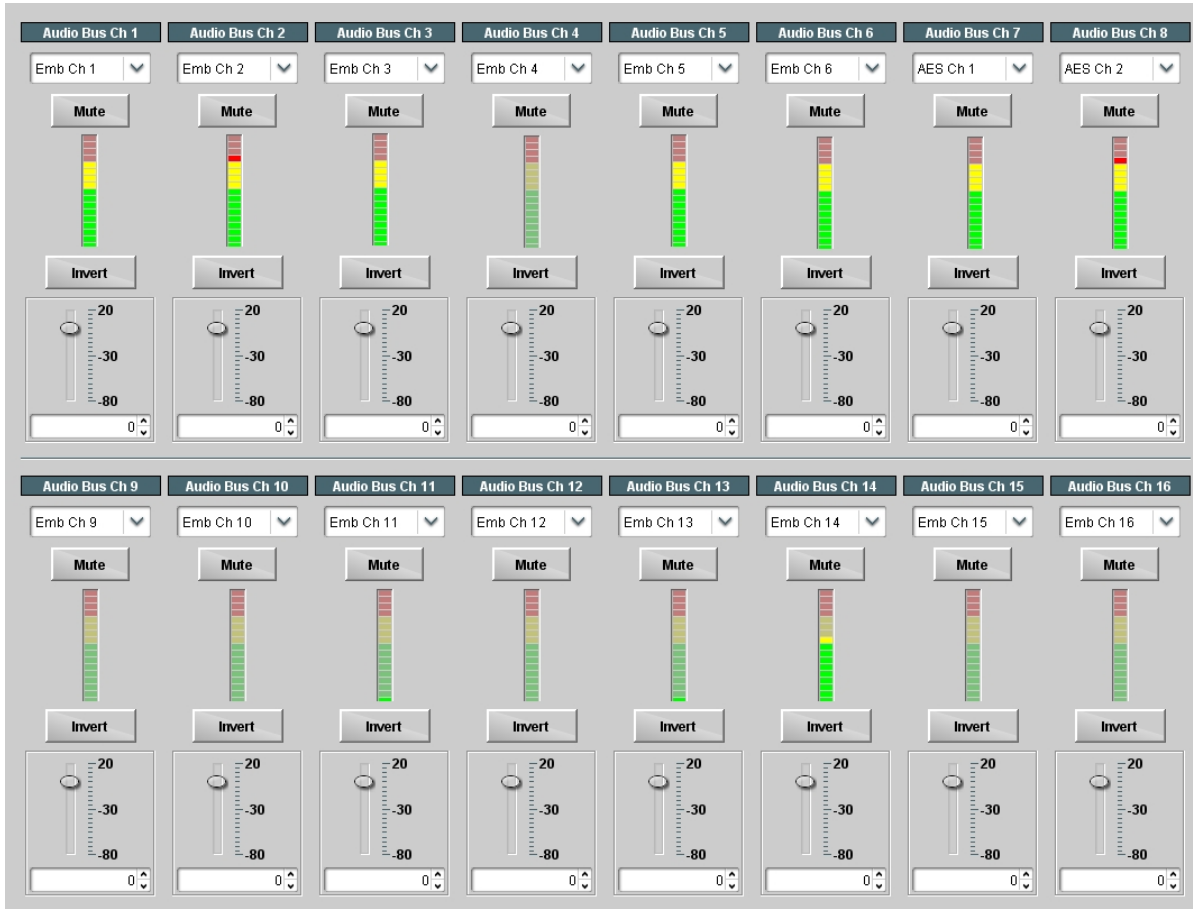 Audio Bus Ch 1 Audio Bus Ch 2 Audio Bus Ch 3 Audio Bus Ch 4 Audio Bus Ch 5 Audio Bus Ch 6 Audio Bus Ch 7 Audio Bus Ch 8
Emb Ch 1 Emb Ch 2 Emb Ch 3 Emb Ch 4 Emb Ch 5 Emb Ch 6 AES Ch 1 AES Ch 2
Mute Mute Mute Mute Mute Mute Mute Mute
Invert Invert Invert Invert Invert Invert Invert Invert
20 20 20 20 20 20 20 20
-30 -30 -30 -30 -30 -30 -30 -30
-80 -80 -80 -80 -80 -80 -80 -80
0 0 0 0 0 0 0 0
Audio Bus Ch 9 Audio Bus Ch 10 Audio Bus Ch 11 Audio Bus Ch 12 Audio Bus Ch 13 Audio Bus Ch 14 Audio Bus Ch 15 Audio Bus Ch 16
Emb Ch 9 Emb Ch 10 Emb Ch 11 Emb Ch 12 Emb Ch 13 Emb Ch 14 Emb Ch 15 Emb Ch 16
Mute Mute Mute Mute Mute Mute Mute Mute
Invert Invert Invert Invert Invert Invert Invert Invert
20 20 20 20 20 20 20 20
-30 -30 -30 -30 -30 -30 -30 -30
-80 -80 -80 -80 -80 -80 -80 -80
0 0 0 0 0 0 0 0